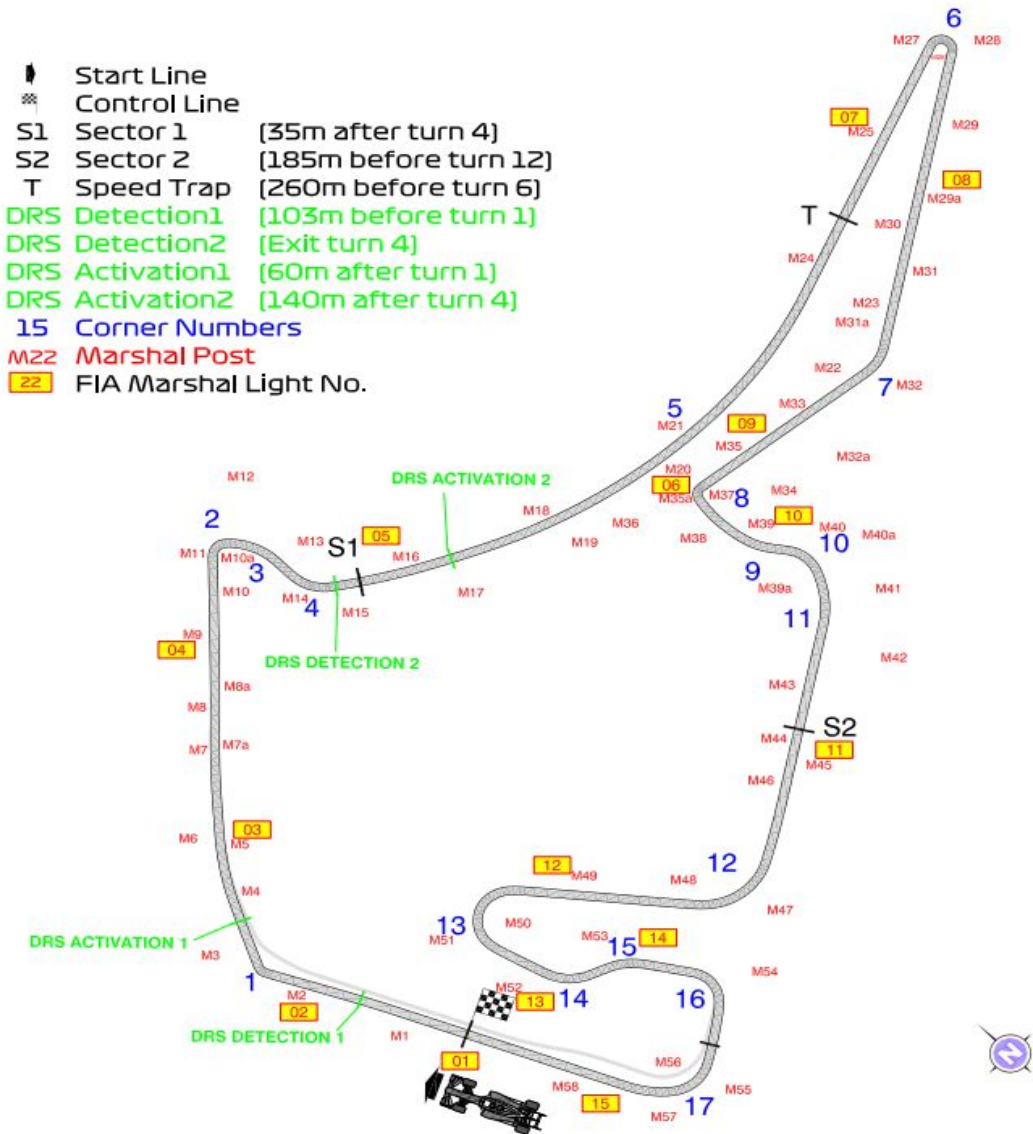 Start Line
Control Line
S1 Sector 1 (35m after turn 4)
S2 Sector 2 (185m before turn 12)
T Speed Trap (260m before turn 6)
DRS Detection1 (103m before turn 1)
DRS Detection2 (Exit turn 4)
DRS Activation1 (60m after turn 1)
DRS Activation2 (140m after turn 4)
15 Corner Numbers
M22 Marshal Post
22 FIA Marshal Light No.
6
M27
M28
07
M25
M29
08
M29a
T
M30
M24
M31
M23
M31a
M22
7
M32
5
M33
M21
09
M35
M32a
M12
DRS ACTIVATION 2
M20
06
M35a
M37
8
M34
M18
M36
M39
10
M40
M40a
2
M13
S1
05
M19
M38
10
M11
M10a
3
M16
9
M10
M14
4
M15
M17
M39a
11
M41
M9
04
DRS DETECTION 2
M42
M8a
M43
M8
S2
M7
M7a
M44
11
M45
M46
M6
03
M5
12
12
M49
M48
M4
M47
13
M50
DRS ACTIVATION 1
M51
M53
15
14
M3
1
M54
M2
M52
14
16
02
13
DRS DETECTION 1
M1
01
M56
M58
M55
15
M57
17
N